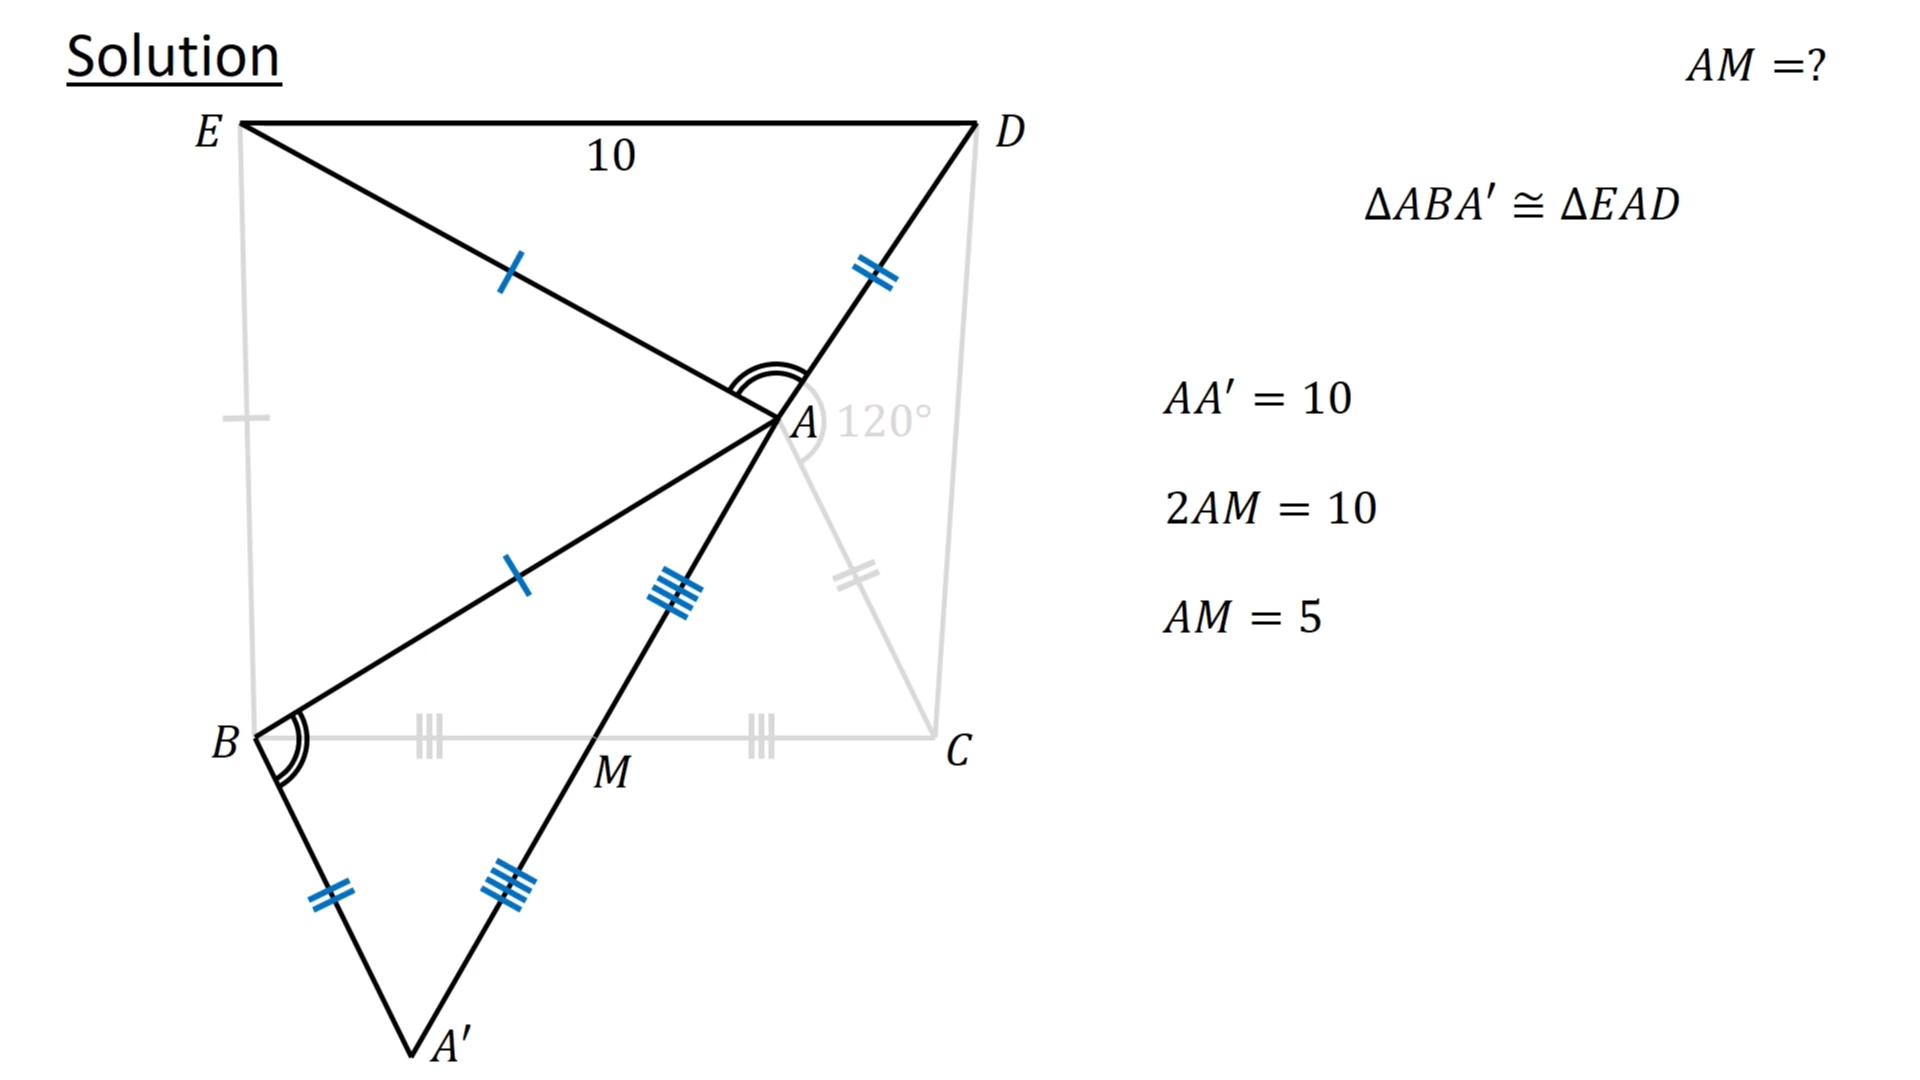 Solution
AM =?
E
D
10
ΔABA′ ≅ ΔEAD
AA′ = 10
A
120°
2AM = 10
AM = 5
B
M
C
A′